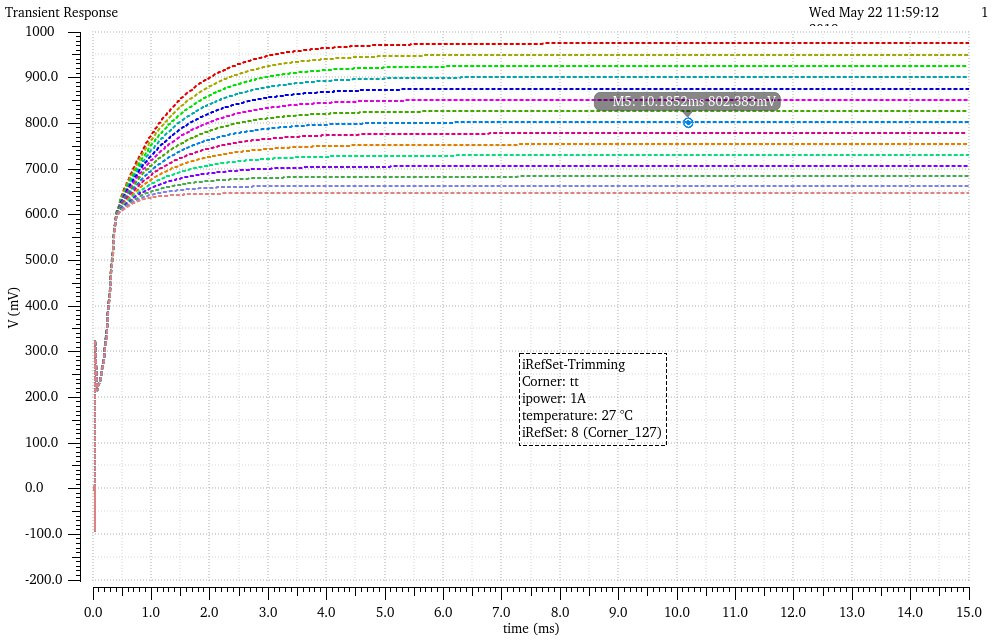 Transient Response
Wed May 22 11:59:12
1
1000
900.0
800.0
700.0
600.0
500.0
400.0
300.0
200.0
100.0
0.0
-100.0
-200.0
V (mV)
M5: 10.1852ms 802.383mV
iRefSet-Trimming
Corner: tt
ipower: 1A
temperature: 27 °C
iRefSet: 8 (Corner_127)
0.0 1.0 2.0 3.0 4.0 5.0 6.0 7.0 8.0 9.0 10.0 11.0 12.0 13.0 14.0 15.0
time (ms)